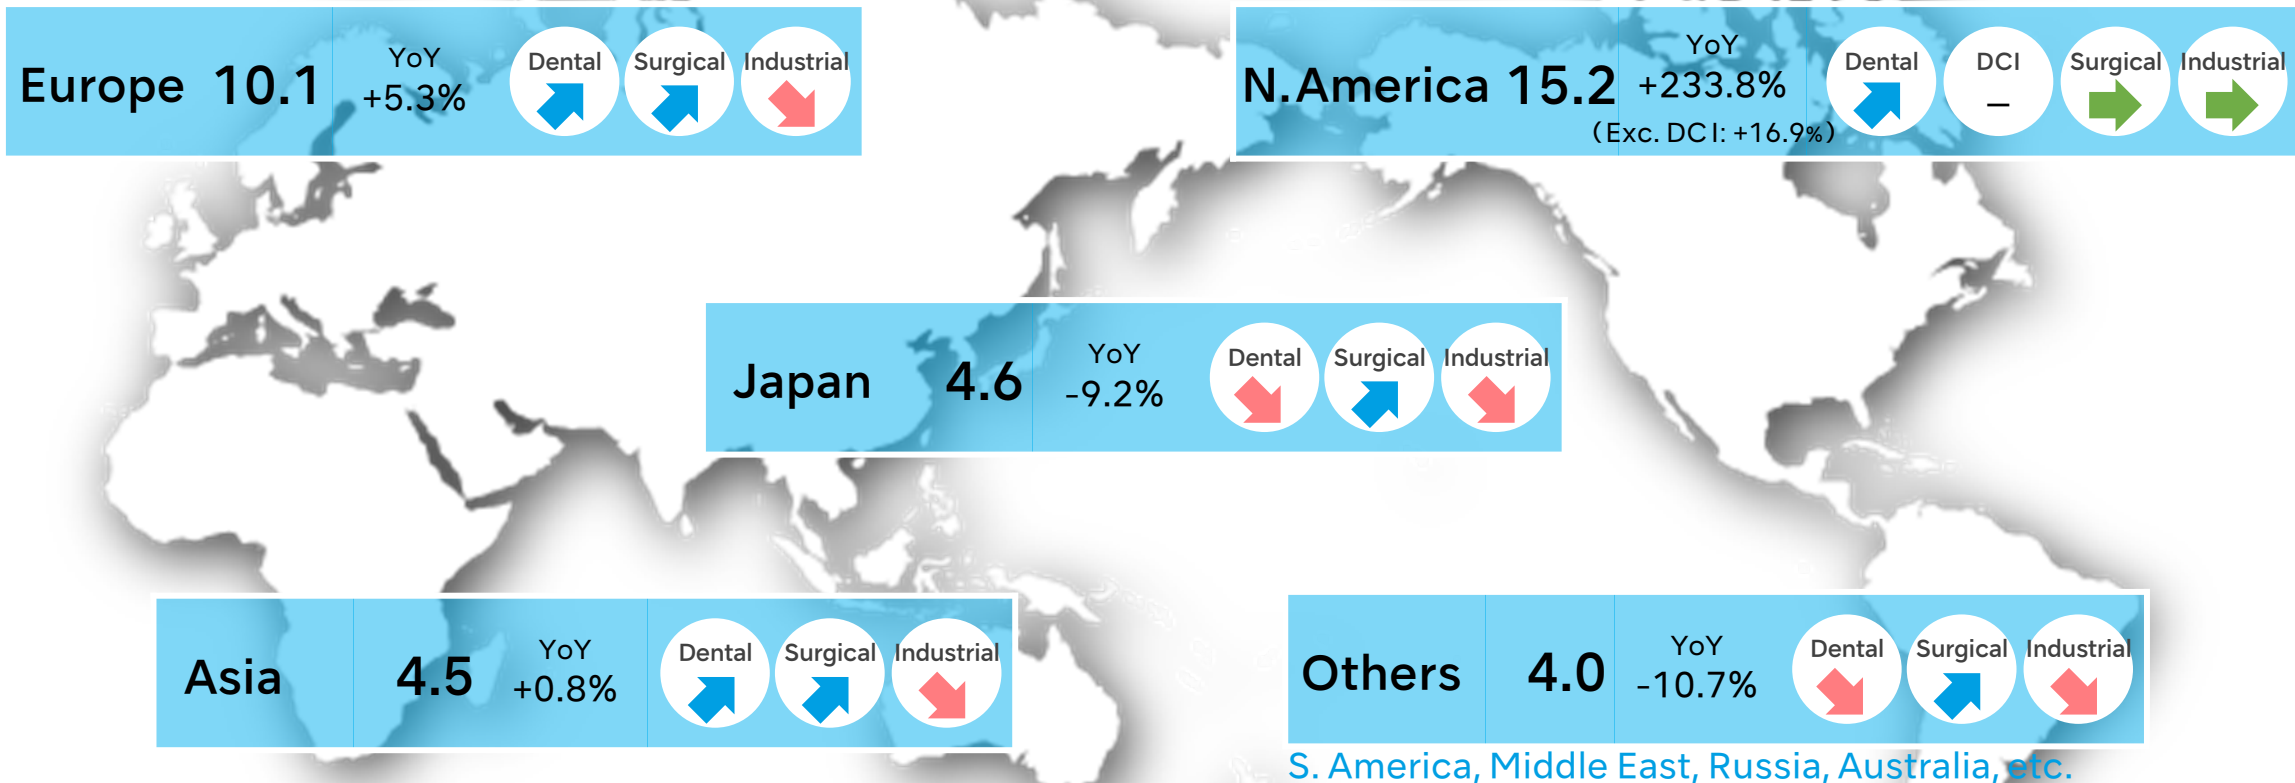 Europe 10.1 YoY +5.3% Dental Surgical Industrial
N.America 15.2 YoY +233.8% (Exc. DCI: +16.9%) Dental DCI – Surgical Industrial
Japan 4.6 YoY -9.2% Dental Surgical Industrial
Asia 4.5 YoY +0.8% Dental Surgical Industrial
Others 4.0 YoY -10.7% Dental Surgical Industrial
S. America, Middle East, Russia, Australia, etc.